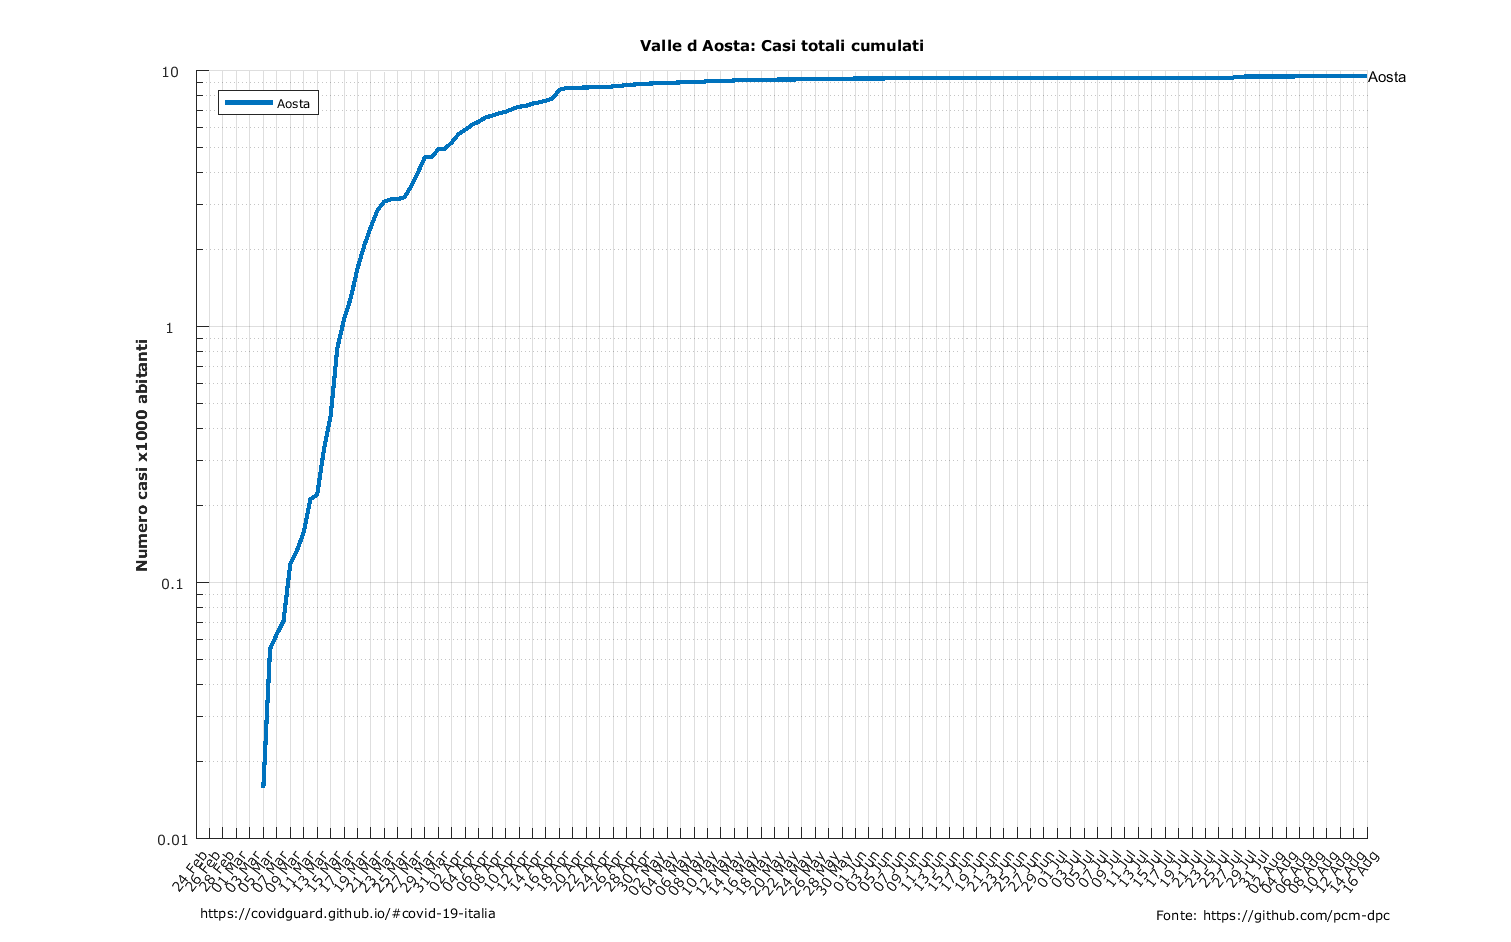 Valle d Aosta: Casi totali cumulati
10
Aosta
Aosta
1
Numero casi x1000 abitanti
0.1
0.01
24 Feb
26 Feb
28 Feb
01 Mar
03 Mar
05 Mar
07 Mar
09 Mar
11 Mar
13 Mar
15 Mar
17 Mar
19 Mar
21 Mar
23 Mar
25 Mar
27 Mar
29 Mar
31 Mar
02 Apr
04 Apr
06 Apr
08 Apr
10 Apr
12 Apr
14 Apr
16 Apr
18 Apr
20 Apr
22 Apr
24 Apr
26 Apr
28 Apr
30 Apr
02 May
04 May
06 May
08 May
10 May
12 May
14 May
16 May
18 May
20 May
22 May
24 May
26 May
28 May
30 May
01 Jun
03 Jun
05 Jun
07 Jun
09 Jun
11 Jun
13 Jun
15 Jun
17 Jun
19 Jun
21 Jun
23 Jun
25 Jun
27 Jun
29 Jun
01 Jul
03 Jul
05 Jul
07 Jul
09 Jul
11 Jul
13 Jul
15 Jul
17 Jul
19 Jul
21 Jul
23 Jul
25 Jul
27 Jul
29 Jul
31 Jul
02 Aug
04 Aug
06 Aug
08 Aug
10 Aug
12 Aug
14 Aug
16 Aug
https://covidguard.github.io/#covid-19-italia
Fonte: https://github.com/pcm-dpc